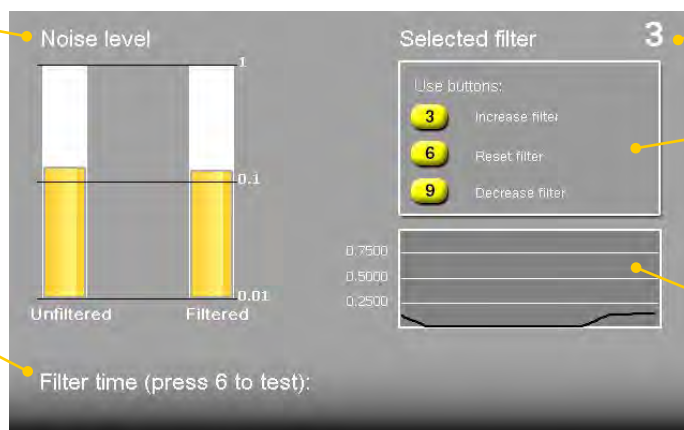 Noise level
1
0.1
0.01
Unfiltered Filtered
Selected filter 3
Use buttons:
3 Increase filter
6 Reset filter
9 Decrease filter
0.7500
0.5000
0.2500
Filter time (press 6 to test):